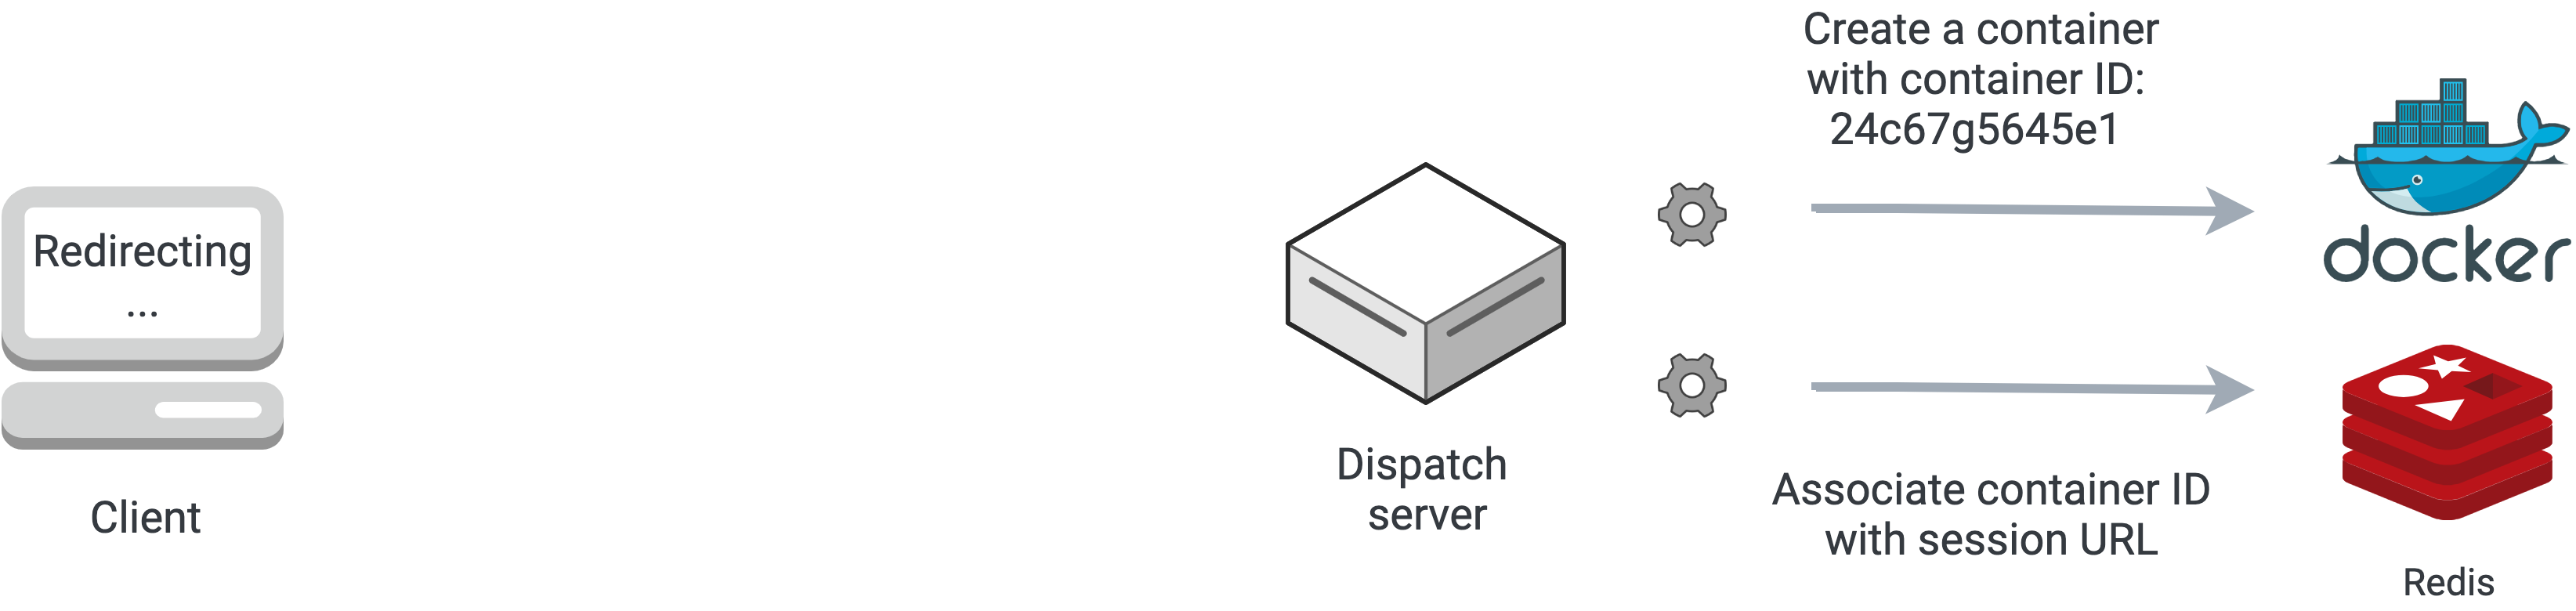 Create a container
with container ID:
24c67g5645e1
Redirecting
...
docker
Dispatch
server
Client
Associate container ID
with session URL
Redis